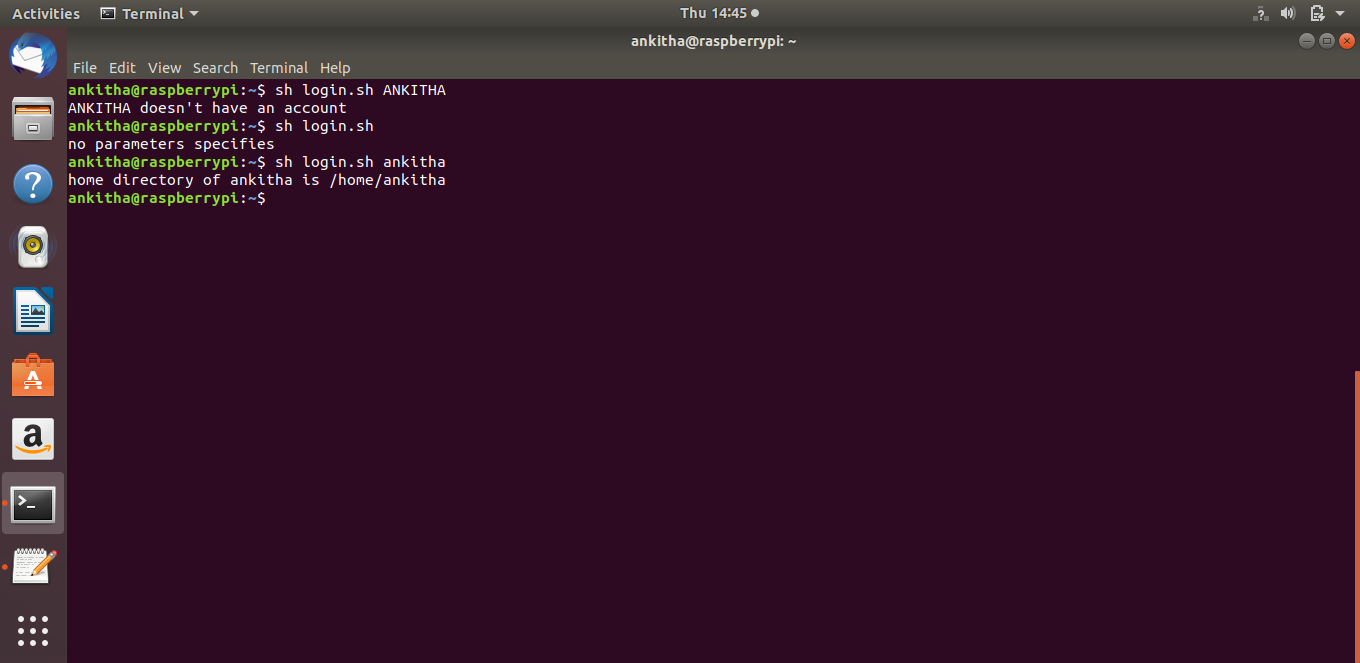 Activities Terminal Thu 14:45
ankitha@raspberrypi: ~
File Edit View Search Terminal Help
ankitha@raspberrypi:~$ sh login.sh ANKITHA
ANKITHA doesn't have an account
ankitha@raspberrypi:~$ sh login.sh
no parameters specifies
ankitha@raspberrypi:~$ sh login.sh ankitha
home directory of ankitha is /home/ankitha
ankitha@raspberrypi:~$